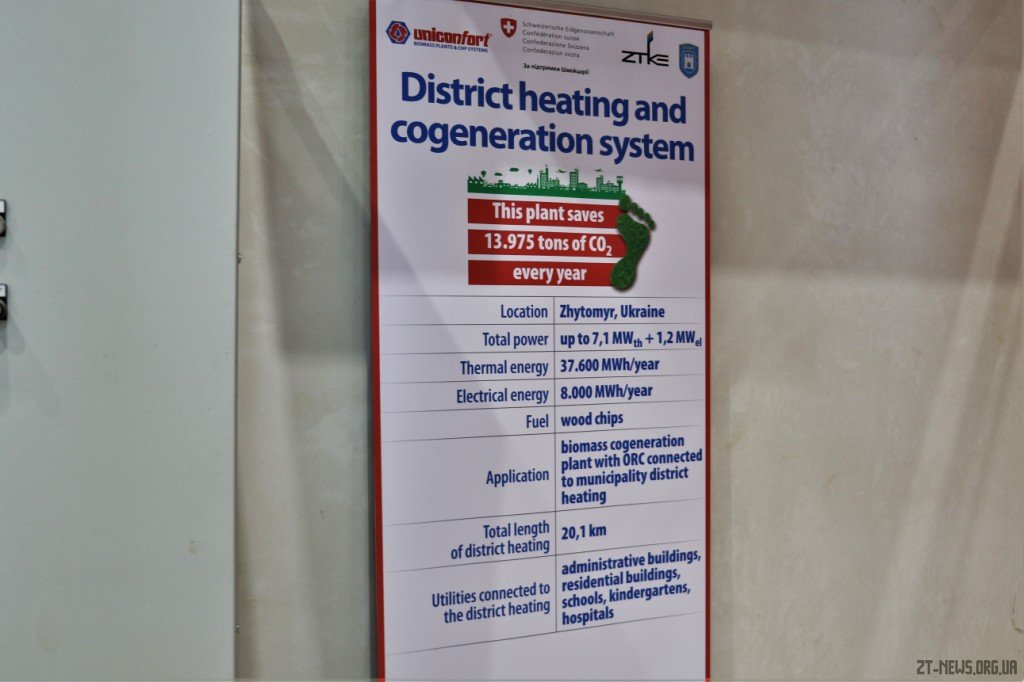 uniconfort
BIOMASS PLANTS & CHP SYSTEMS
Schweizerische Eidgenossenschaft
Confédération suisse
Confederazione Svizzera
Confederaziun svizra
За підтримки Швейцарії
ZTKE
District heating and
cogeneration system
This plant saves
13.975 tons of CO₂
every year
Location Zhytomyr, Ukraine
Total power up to 7,1 MWth + 1,2 MWel
Thermal energy 37.600 MWh/year
Electrical energy 8.000 MWh/year
Fuel wood chips
Application biomass cogeneration
plant with ORC connected
to municipality district
heating
Total length
of district heating 20,1 km
Utilities connected to
the district heating administrative buildings,
residential buildings,
schools, kindergartens,
hospitals
ZT-NEWS.ORG.UA